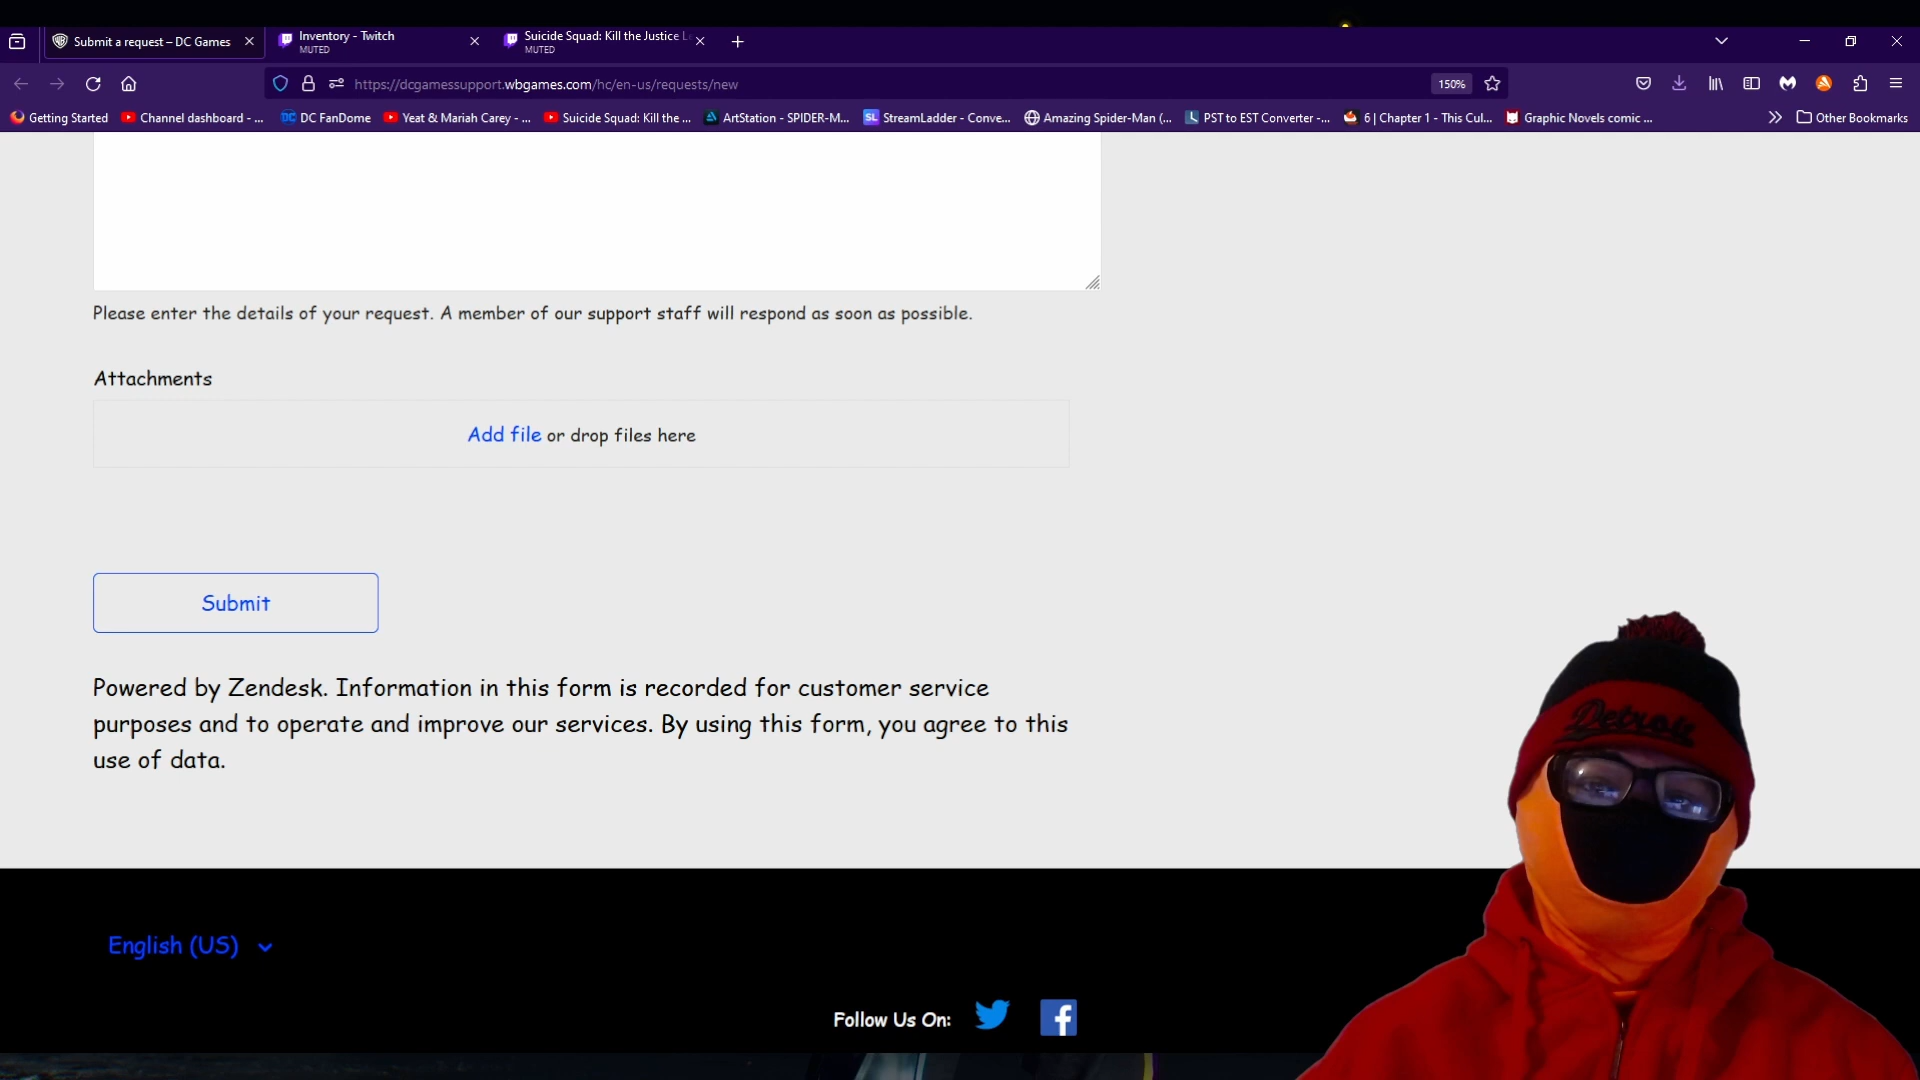 Submit a request – DC Games
Inventory - Twitch
MUTED
Suicide Squad: Kill the Justice L
MUTED
https://dcgamessupport.wbgames.com/hc/en-us/requests/new
150%
Getting Started
Channel dashboard - ...
DC FanDome
Yeat & Mariah Carey - ...
Suicide Squad: Kill the ...
ArtStation - SPIDER-M...
SL
StreamLadder - Conve...
Amazing Spider-Man (...
PST to EST Converter -...
6 | Chapter 1 - This Cul...
Graphic Novels comic ...
Other Bookmarks
Please enter the details of your request. A member of our support staff will respond as soon as possible.
Attachments
Add file or drop files here
Submit
Powered by Zendesk. Information in this form is recorded for customer service
purposes and to operate and improve our services. By using this form, you agree to this
use of data.
Detroit
English (US)
Follow Us On: